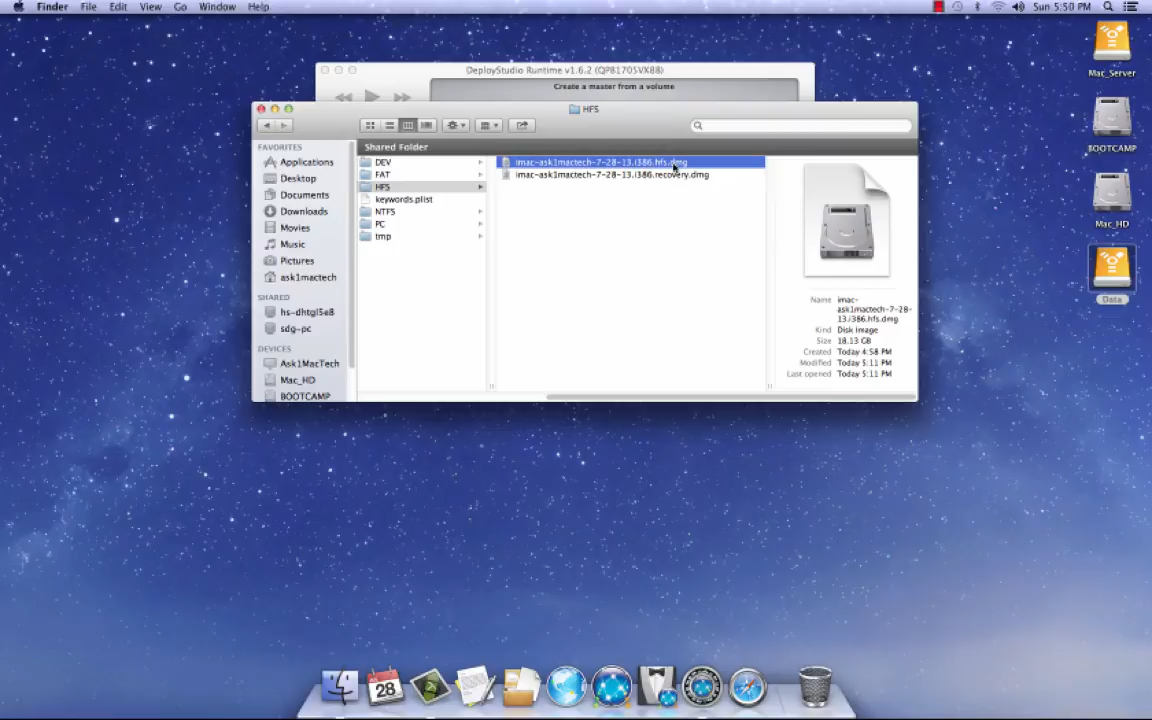 Finder File Edit View Go Window Help Sun 5:50 PM
DeployStudio Runtime v1.6.2 (QP81705VX88)
Create a master from a volume
HFS
Shared Folder
FAVORITES
Applications
Desktop
Documents
Downloads
Movies
Music
Pictures
ask1mactech
SHARED
hs-dhtgl5e8
sdg-pc
DEVICES
Ask1MacTech
Mac_HD
BOOTCAMP
DEV
FAT
HFS
keywords.plist
NTFS
PC
tmp
imac-ask1mactech-7-28-13.i386.hfs.dmg
imac-ask1mactech-7-28-13.i386.recovery.dmg
Name imac-
ask1mactech-7-28-
13.i386.hfs.dmg
Kind Disk Image
Size 18.13 GB
Created Today 4:58 PM
Modified Today 5:11 PM
Last opened Today 5:11 PM
Mac_Server
BOOTCAMP
Mac_HD
Data
28